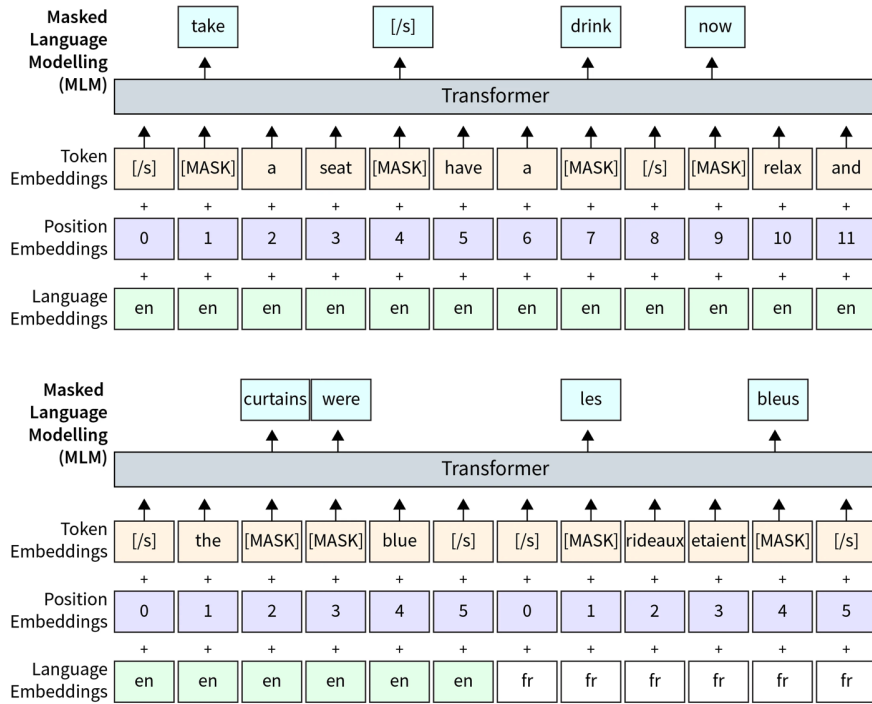 Masked
Language
Modelling
(MLM)
take [/s] drink now
Transformer
Token
Embeddings
[/s] [MASK] a seat [MASK] have a [MASK] [/s] [MASK] relax and
+ + + + + + + + + + + +
Position
Embeddings
0 1 2 3 4 5 6 7 8 9 10 11
+ + + + + + + + + + + +
Language
Embeddings
en en en en en en en en en en en en
Masked
Language
Modelling
(MLM)
curtains were les bleus
Transformer
Token
Embeddings
[/s] the [MASK] [MASK] blue [/s] [/s] [MASK] rideaux etaient [MASK] [/s]
+ + + + + + + + + + + +
Position
Embeddings
0 1 2 3 4 5 0 1 2 3 4 5
+ + + + + + + + + + + +
Language
Embeddings
en en en en en en fr fr fr fr fr fr